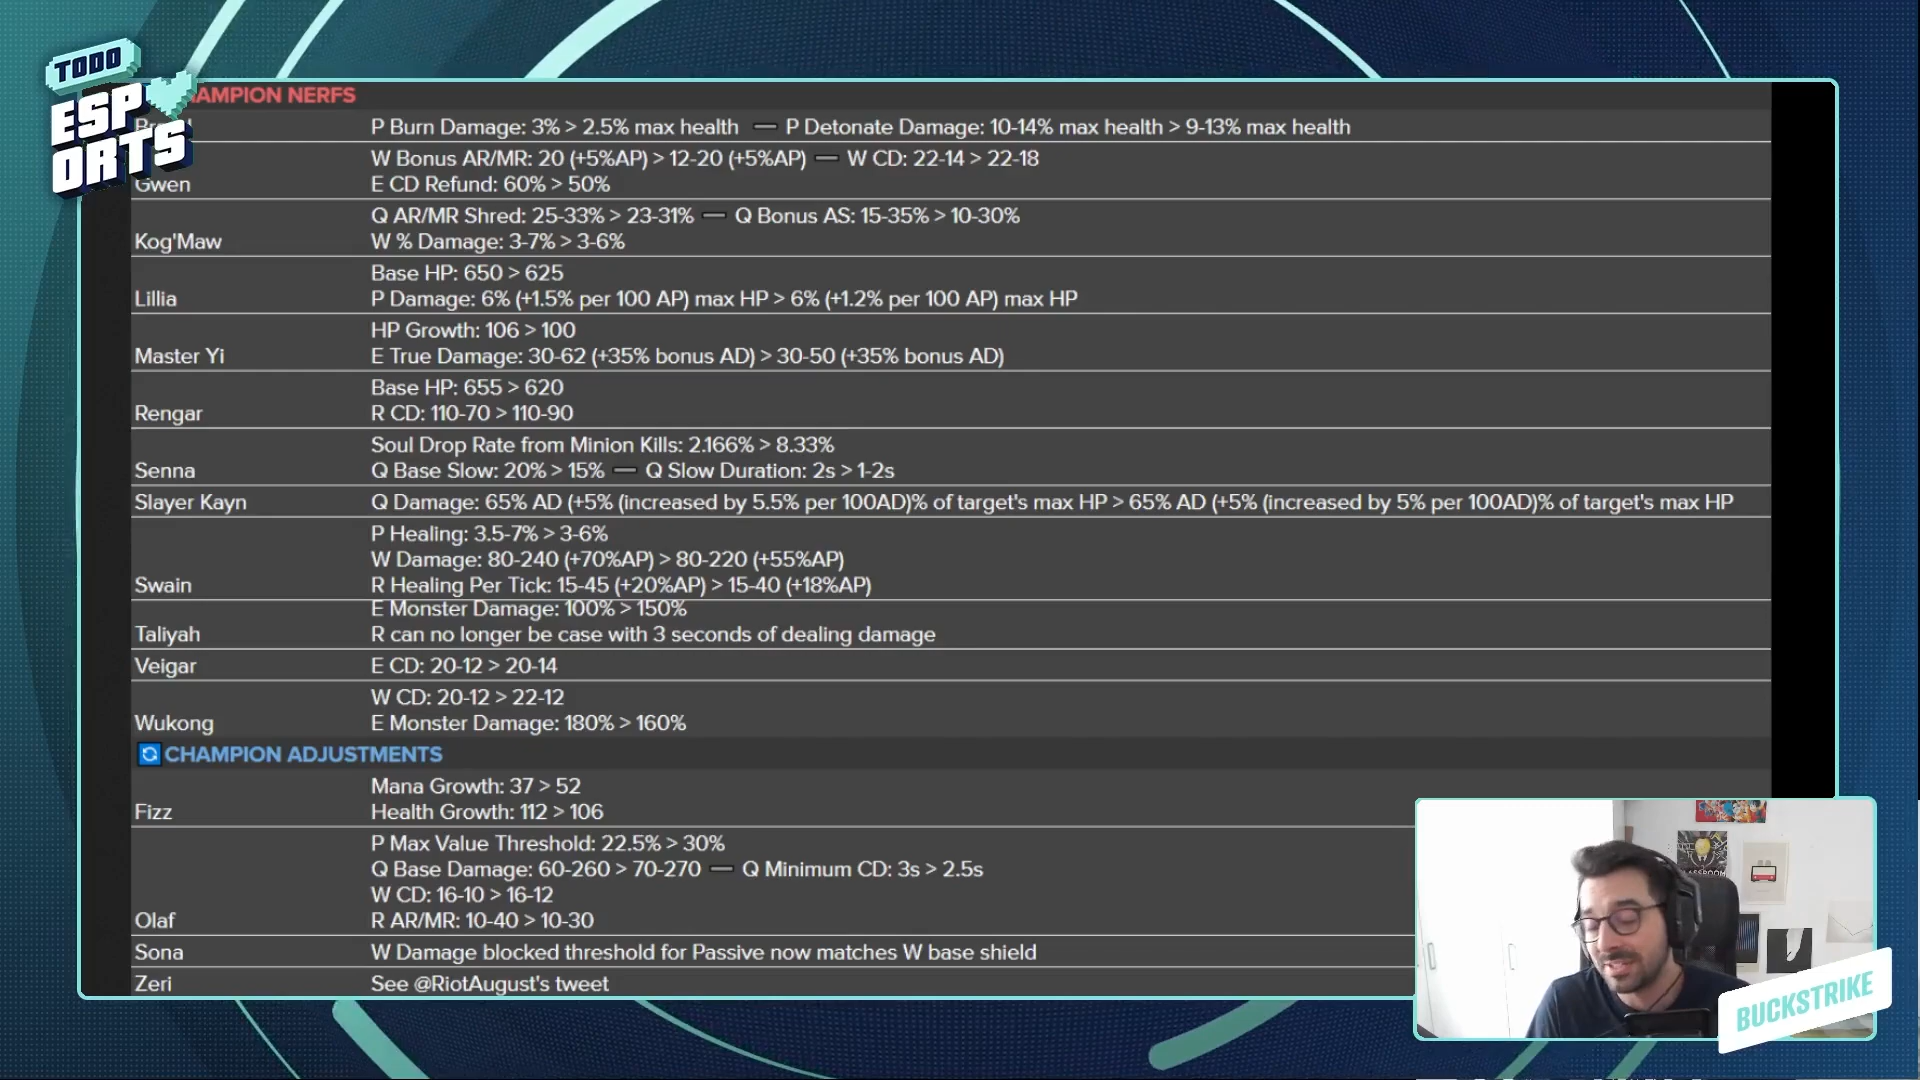 TODO
ESP
ORTS
AMPION NERFS
P Burn Damage: 3% > 2.5% max health — P Detonate Damage: 10-14% max health > 9-13% max health
W Bonus AR/MR: 20 (+5%AP) > 12-20 (+5%AP) — W CD: 22-14 > 22-18
Gwen E CD Refund: 60% > 50%
Q AR/MR Shred: 25-33% > 23-31% — Q Bonus AS: 15-35% > 10-30%
Kog'Maw W % Damage: 3-7% > 3-6%
Base HP: 650 > 625
Lillia P Damage: 6% (+1.5% per 100 AP) max HP > 6% (+1.2% per 100 AP) max HP
HP Growth: 106 > 100
Master Yi E True Damage: 30-62 (+35% bonus AD) > 30-50 (+35% bonus AD)
Base HP: 655 > 620
Rengar R CD: 110-70 > 110-90
Soul Drop Rate from Minion Kills: 2.166% > 8.33%
Senna Q Base Slow: 20% > 15% — Q Slow Duration: 2s > 1-2s
Slayer Kayn Q Damage: 65% AD (+5% (increased by 5.5% per 100AD)% of target's max HP > 65% AD (+5% (increased by 5% per 100AD)% of target's max HP
P Healing: 3.5-7% > 3-6%
W Damage: 80-240 (+70%AP) > 80-220 (+55%AP)
Swain R Healing Per Tick: 15-45 (+20%AP) > 15-40 (+18%AP)
E Monster Damage: 100% > 150%
Taliyah R can no longer be case with 3 seconds of dealing damage
Veigar E CD: 20-12 > 20-14
W CD: 20-12 > 22-12
Wukong E Monster Damage: 180% > 160%
CHAMPION ADJUSTMENTS
Mana Growth: 37 > 52
Fizz Health Growth: 112 > 106
P Max Value Threshold: 22.5% > 30%
Q Base Damage: 60-260 > 70-270 — Q Minimum CD: 3s > 2.5s
W CD: 16-10 > 16-12
Olaf R AR/MR: 10-40 > 10-30
Sona W Damage blocked threshold for Passive now matches W base shield
Zeri See @RiotAugust's tweet
BUCKSTRIKE